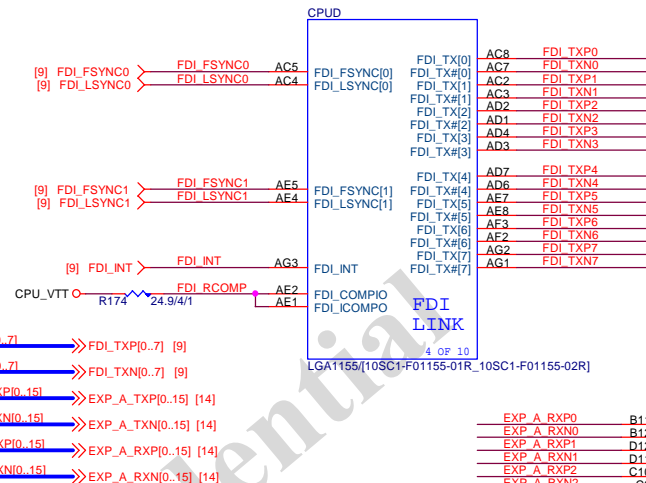 CPUD
FDI_TX[0] AC8 FDI_TXP0
[9] FDI_FSYNC0 FDI_FSYNC0 AC5 FDI_FSYNC[0] FDI_TX#[0] AC7 FDI_TXN0
[9] FDI_LSYNC0 FDI_LSYNC0 AC4 FDI_LSYNC[0] FDI_TX[1] AC2 FDI_TXP1
FDI_TX#[1] AC3 FDI_TXN1
FDI_TX[2] AD2 FDI_TXP2
FDI_TX#[2] AD1 FDI_TXN2
FDI_TX[3] AD4 FDI_TXP3
FDI_TX#[3] AD3 FDI_TXN3
FDI_TX[4] AD7 FDI_TXP4
[9] FDI_FSYNC1 FDI_FSYNC1 AE5 FDI_FSYNC[1] FDI_TX#[4] AD6 FDI_TXN4
[9] FDI_LSYNC1 FDI_LSYNC1 AE4 FDI_LSYNC[1] FDI_TX[5] AE7 FDI_TXP5
FDI_TX#[5] AE8 FDI_TXN5
FDI_TX[6] AF3 FDI_TXP6
FDI_TX#[6] AF2 FDI_TXN6
FDI_TX[7] AG2 FDI_TXP7
[9] FDI_INT FDI_INT AG3 FDI_INT FDI_TX#[7] AG1 FDI_TXN7
CPU_VTT R174 24.9/4/1 FDI_RCOMP AE2 FDI_COMPIO
AE1 FDI_ICOMPO
FDI
LINK
4 OF 10
LGA1155/[10SC1-F01155-01R_10SC1-F01155-02R]
FDI_TXP[0..7] [9]
FDI_TXN[0..7] [9]
EXP_A_TXP[0..15] [14]
EXP_A_TXN[0..15] [14]
EXP_A_RXP[0..15] [14]
EXP_A_RXN[0..15] [14]
EXP_A_RXP0
EXP_A_RXN0
EXP_A_RXP1
EXP_A_RXN1
EXP_A_RXP2
EXP_A_RXN2